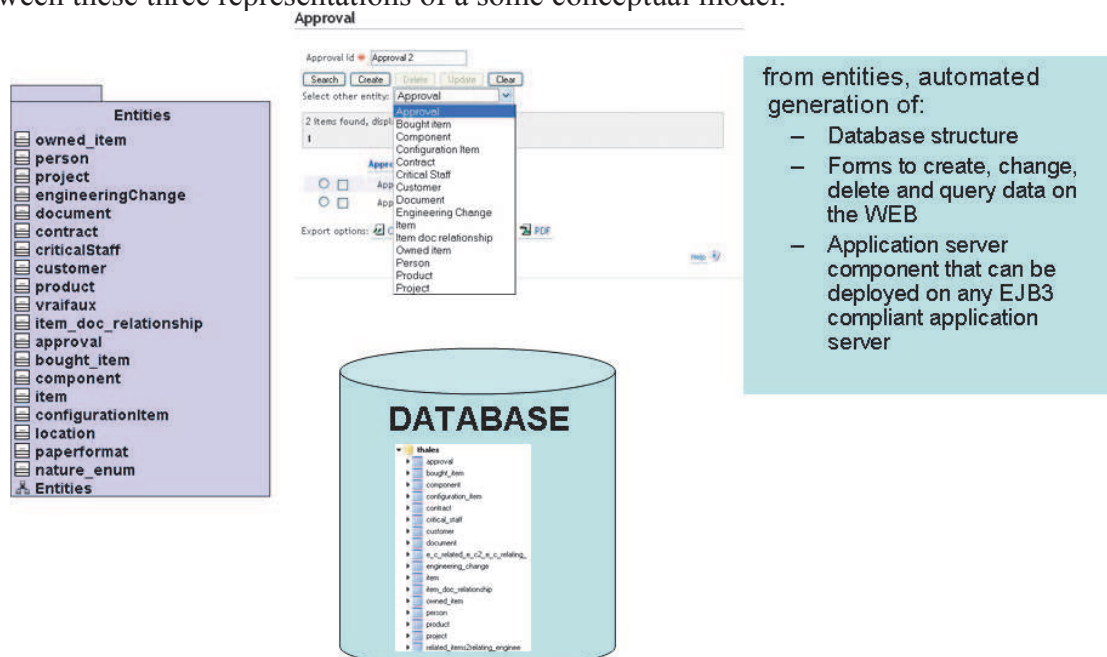 ween these three representations of a some conceptual model.
Approval
Approval Id * Approval 2
Search Create Delete Update Clear
Select other entity: Approval
Approval
Bought item
Component
Configuration Item
Contract
Critical Staff
Customer
Document
Engineering Change
Item
Item doc relationship
Owned item
Person
Product
Project
2 items found, displ
1
Appro
App
App
Export options: PDF
Help
Entities
owned_item
person
project
engineeringChange
document
contract
criticalStaff
customer
product
vraifaux
item_doc_relationship
approval
bought_item
component
item
configurationItem
location
paperformat
nature_enum
Entities
from entities, automated
generation of:
– Database structure
– Forms to create, change,
delete and query data on
the WEB
– Application server
component that can be
deployed on any EJB3
compliant application
server
DATABASE
thales
approval
bought_item
component
configuration_item
contract
critical_staff
customer
document
e_c_related_e_c2_e_c_relating_
engineering_change
item
item_doc_relationship
owned_item
person
product
project
related_items2relating_enginee